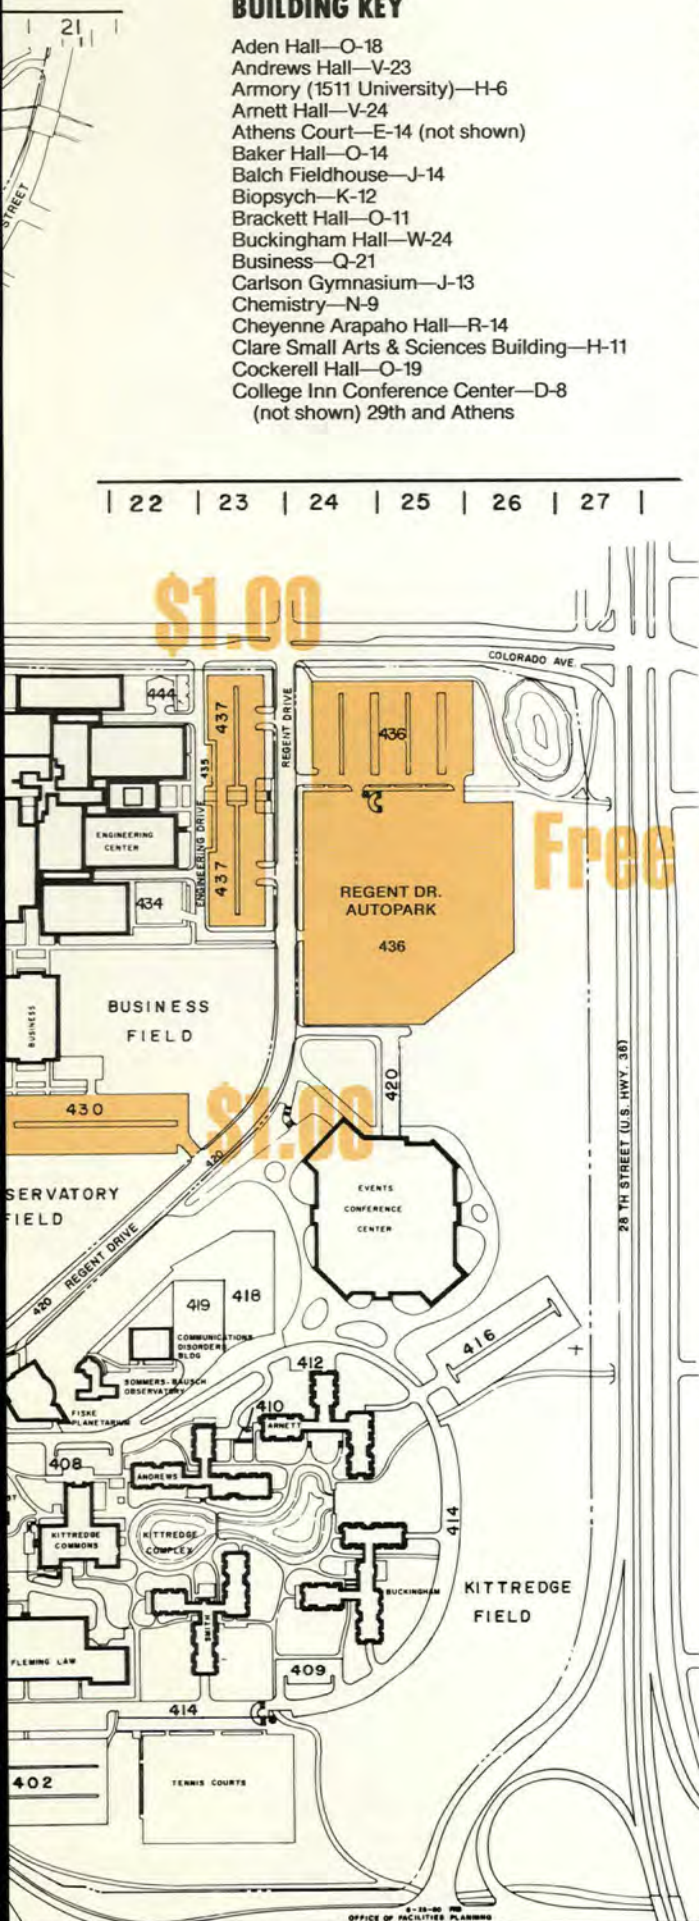 21
STREET
BUILDING KEY
Aden Hall—O-18
Andrews Hall—V-23
Armory (1511 University)—H-6
Arnett Hall—V-24
Athens Court—E-14 (not shown)
Baker Hall—O-14
Balch Fieldhouse—J-14
Biopsych—K-12
Brackett Hall—O-11
Buckingham Hall—W-24
Business—Q-21
Carlson Gymnasium—J-13
Chemistry—N-9
Cheyenne Arapaho Hall—R-14
Clare Small Arts & Sciences Building—H-11
Cockerell Hall—O-19
College Inn Conference Center—D-8
(not shown) 29th and Athens
22 23 24 25 26 27
$1.00
COLORADO AVE.
444
437
REGENT DRIVE
436
435
ENGINEERING DRIVE
ENGINEERING
CENTER
Free
437
434
REGENT DR.
AUTOPARK
436
BUSINESS
FIELD
BUSINESS
28 TH STREET (U.S. HWY. 36)
420
430
$1.00
420
SERVATORY
FIELD
REGENT DRIVE
420
EVENTS
CONFERENCE
CENTER
419
418
COMMUNICATIONS
DISORDERS
BLDG
416
SOMMERS-BAUSCH
OBSERVATORY
FISKE
PLANETARIUM
412
410
ARNETT
408
ANDREWS
KITTREDGE
COMMONS
KITTREDGE
COMPLEX
414
BUCKINGHAM
KITTREDGE
FIELD
SMITH
FLEMING LAW
409
414
402
TENNIS COURTS
OFFICE OF FACILITIES PLANNING